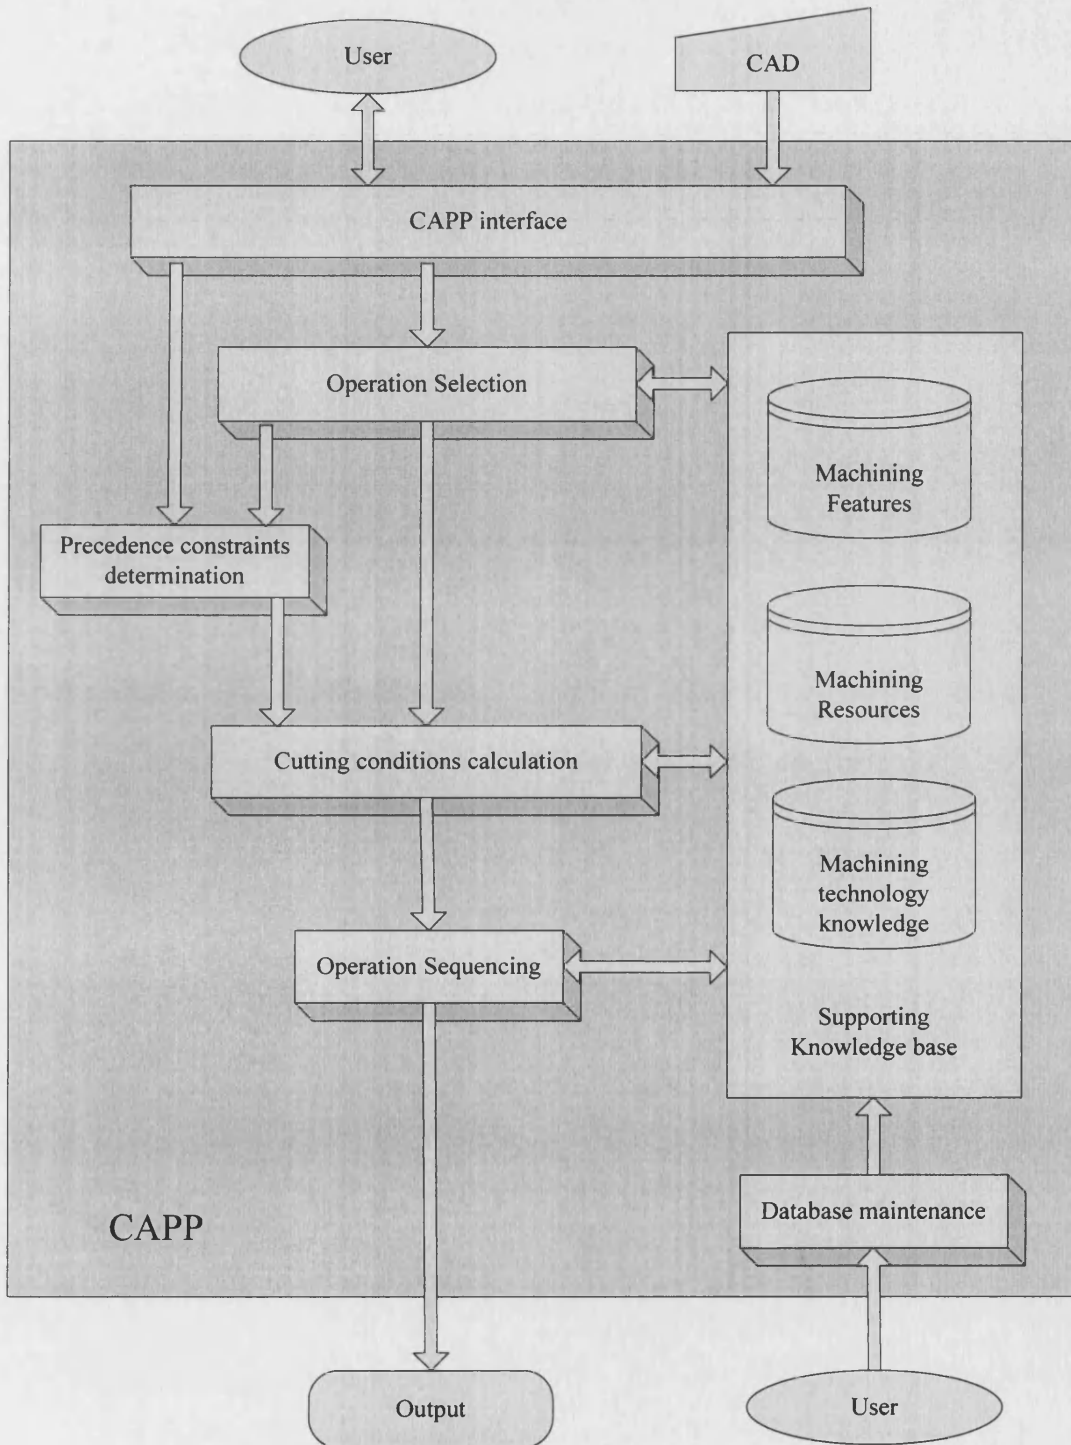 User
CAD
CAPP interface
Operation Selection
Machining
Features
Precedence constraints
determination
Machining
Resources
Cutting conditions calculation
Machining
technology
knowledge
Operation Sequencing
Supporting
Knowledge base
Database maintenance
CAPP
Output
User